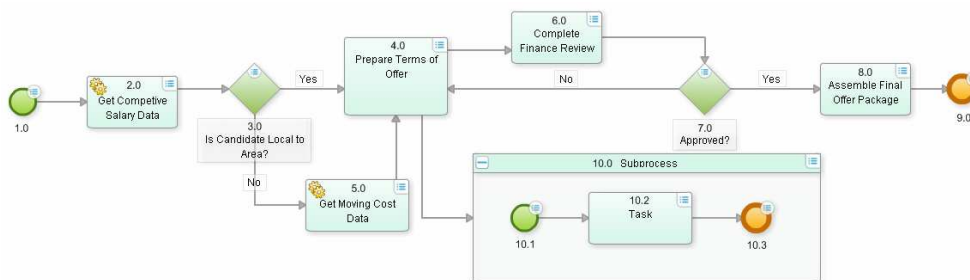 1.0
2.0
Get Competive
Salary Data
3.0
Is Candidate Local to
Area?
Yes
No
4.0
Prepare Terms of
Offer
5.0
Get Moving Cost
Data
6.0
Complete
Finance Review
No
7.0
Approved?
Yes
8.0
Assemble Final
Offer Package
9.0
10.0 Subprocess
10.1
10.2
Task
10.3